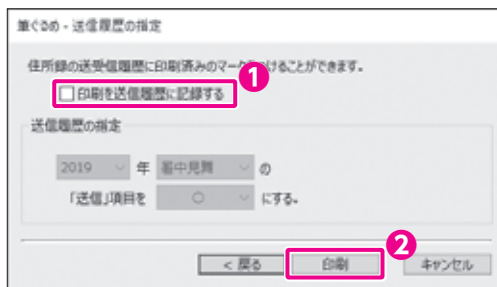 筆ぐるめ - 送信履歴の指定
住所録の送受信履歴に印刷済みのマークをつけることができます。
1
印刷を送信履歴に記録する
送信履歴の指定
2019 年 暑中見舞 の
「送信」項目を ○ にする。
2
< 戻る 印刷 キャンセル